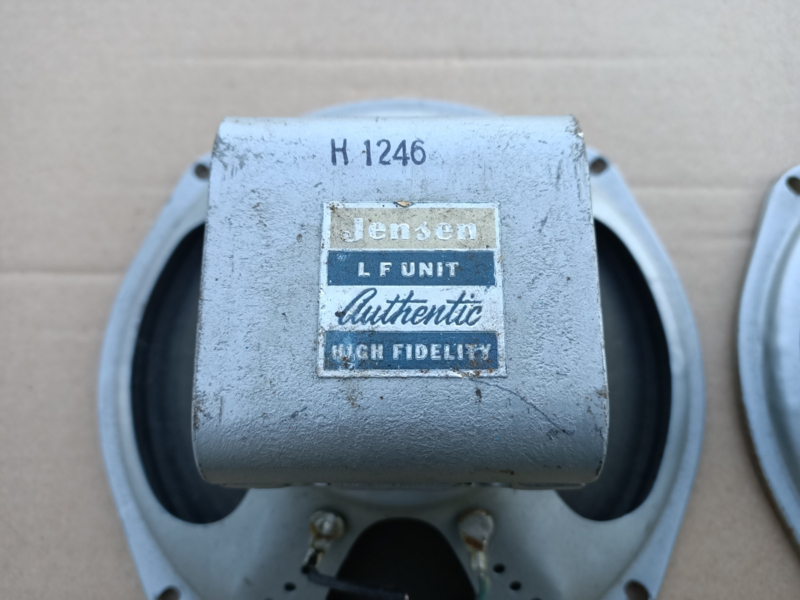 H 1246
Jensen
L F UNIT
Authentic
HIGH FIDELITY